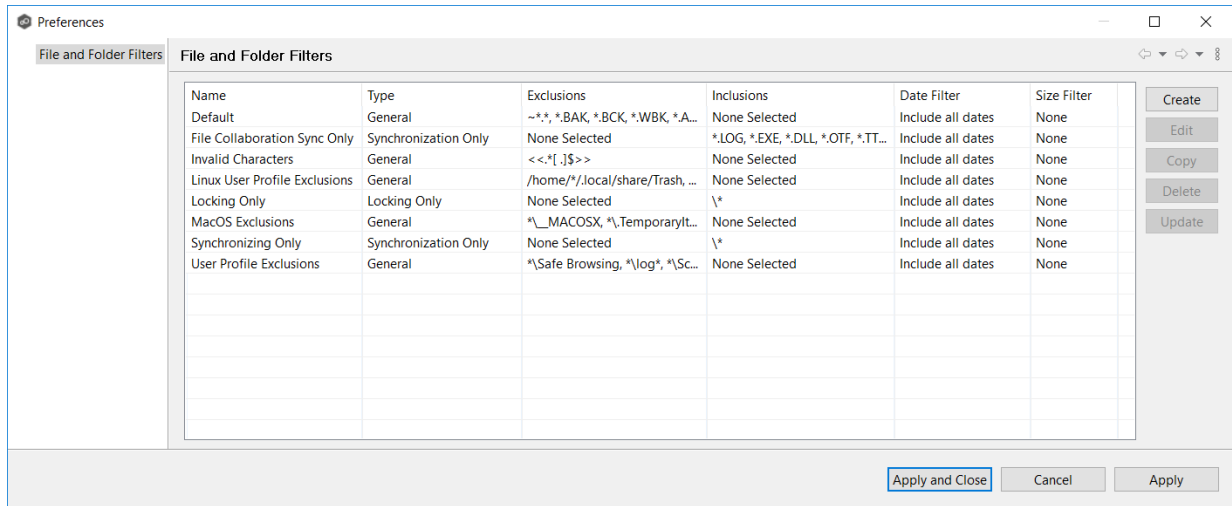 Preferences
File and Folder Filters
File and Folder Filters
Name Type Exclusions Inclusions Date Filter Size Filter
Default General ~*.*, *.BAK, *.BCK, *.WBK, *.A... None Selected Include all dates None
File Collaboration Sync Only Synchronization Only None Selected *.LOG, *.EXE, *.DLL, *.OTF, *.TT... Include all dates None
Invalid Characters General <<.*[ .]$>> None Selected Include all dates None
Linux User Profile Exclusions General /home/*/.local/share/Trash, ... None Selected Include all dates None
Locking Only Locking Only None Selected \* Include all dates None
MacOS Exclusions General *\__MACOSX, *\.TemporaryIt... None Selected Include all dates None
Synchronizing Only Synchronization Only None Selected \* Include all dates None
User Profile Exclusions General *\Safe Browsing, *\log*, *\Sc... None Selected Include all dates None
Create
Edit
Copy
Delete
Update
Apply and Close Cancel Apply